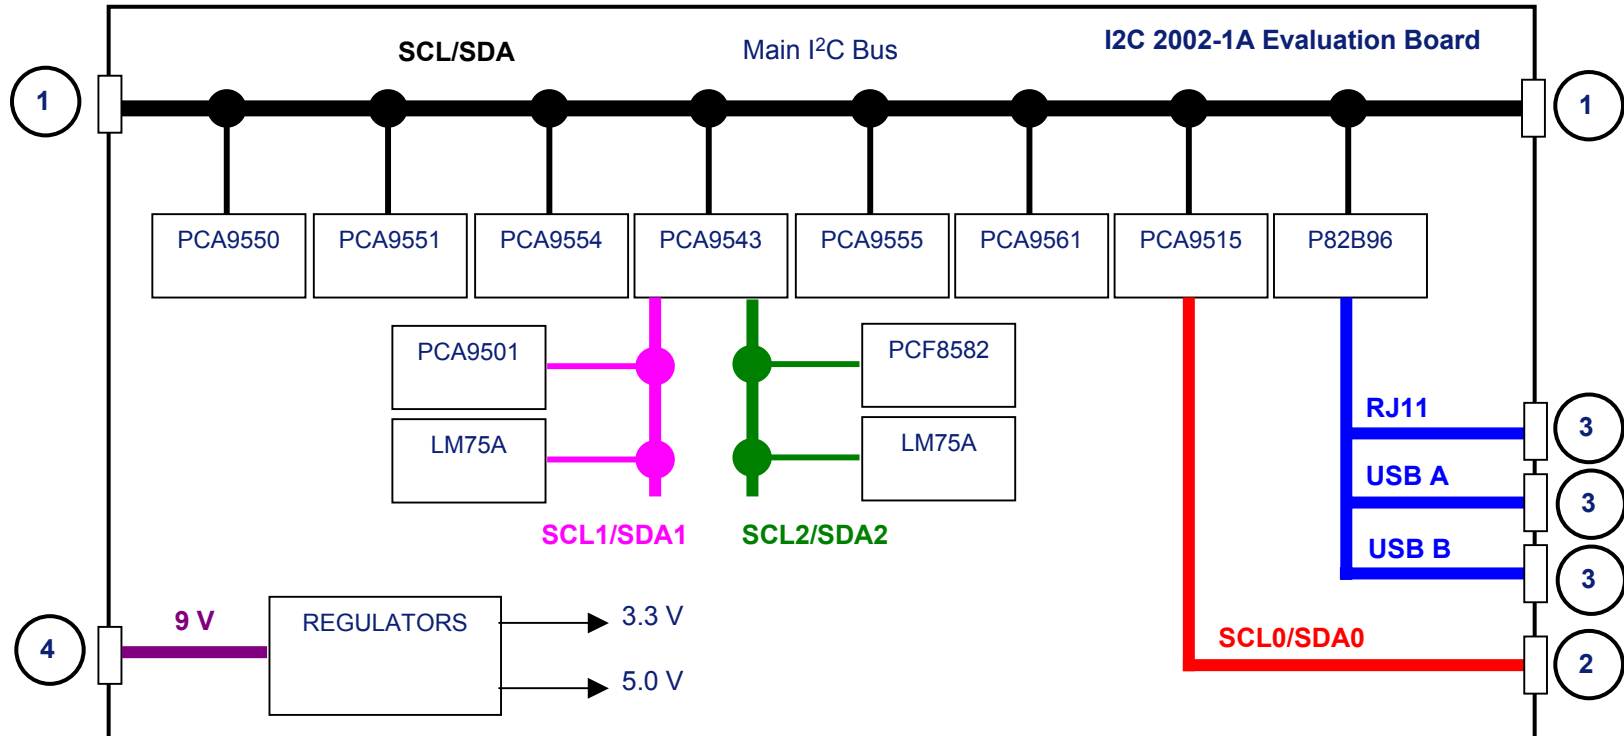 SCL/SDA
Main I²C Bus
I2C 2002-1A Evaluation Board
1
1
PCA9550
PCA9551
PCA9554
PCA9543
PCA9555
PCA9561
PCA9515
P82B96
PCA9501
PCF8582
LM75A
LM75A
RJ11
3
USB A
3
SCL1/SDA1
SCL2/SDA2
USB B
3
9 V
REGULATORS
3.3 V
5.0 V
4
SCL0/SDA0
2